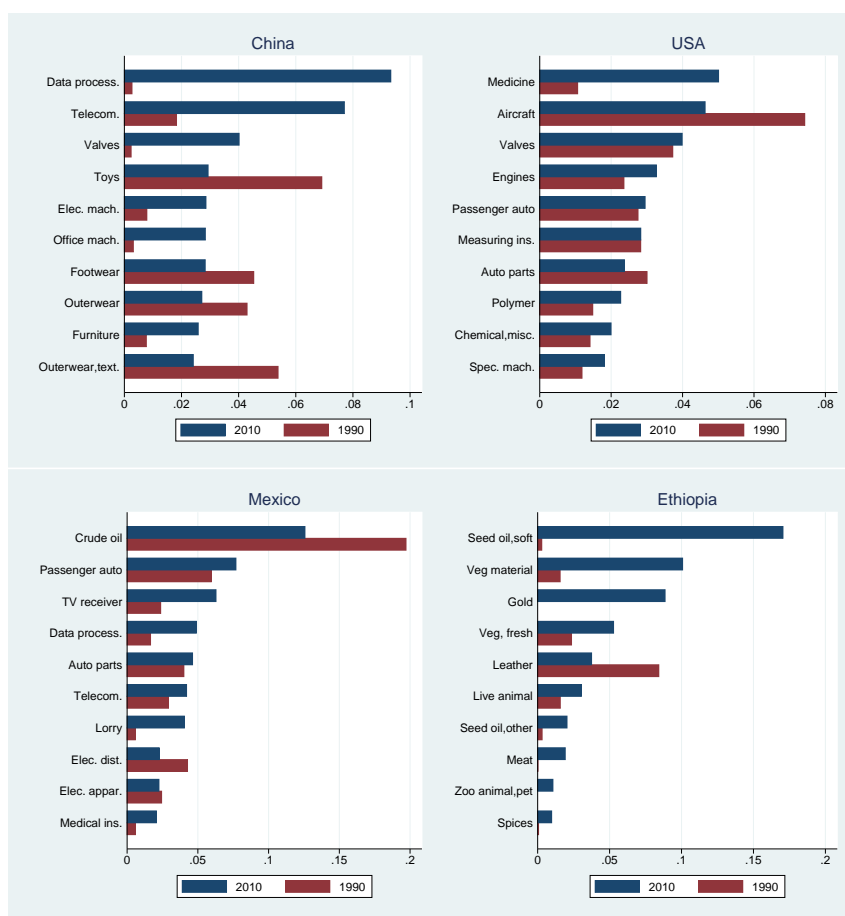 China
Data process.
Telecom.
Valves
Toys
Elec. mach.
Office mach.
Footwear
Outerwear
Furniture
Outerwear,text.
0 .02 .04 .06 .08 .1
2010 1990
USA
Medicine
Aircraft
Valves
Engines
Passenger auto
Measuring ins.
Auto parts
Polymer
Chemical,misc.
Spec. mach.
0 .02 .04 .06 .08
2010 1990
Mexico
Crude oil
Passenger auto
TV receiver
Data process.
Auto parts
Telecom.
Lorry
Elec. dist.
Elec. appar.
Medical ins.
0 .05 .1 .15 .2
2010 1990
Ethiopia
Seed oil,soft
Veg material
Gold
Veg, fresh
Leather
Live animal
Seed oil,other
Meat
Zoo animal,pet
Spices
0 .05 .1 .15 .2
2010 1990